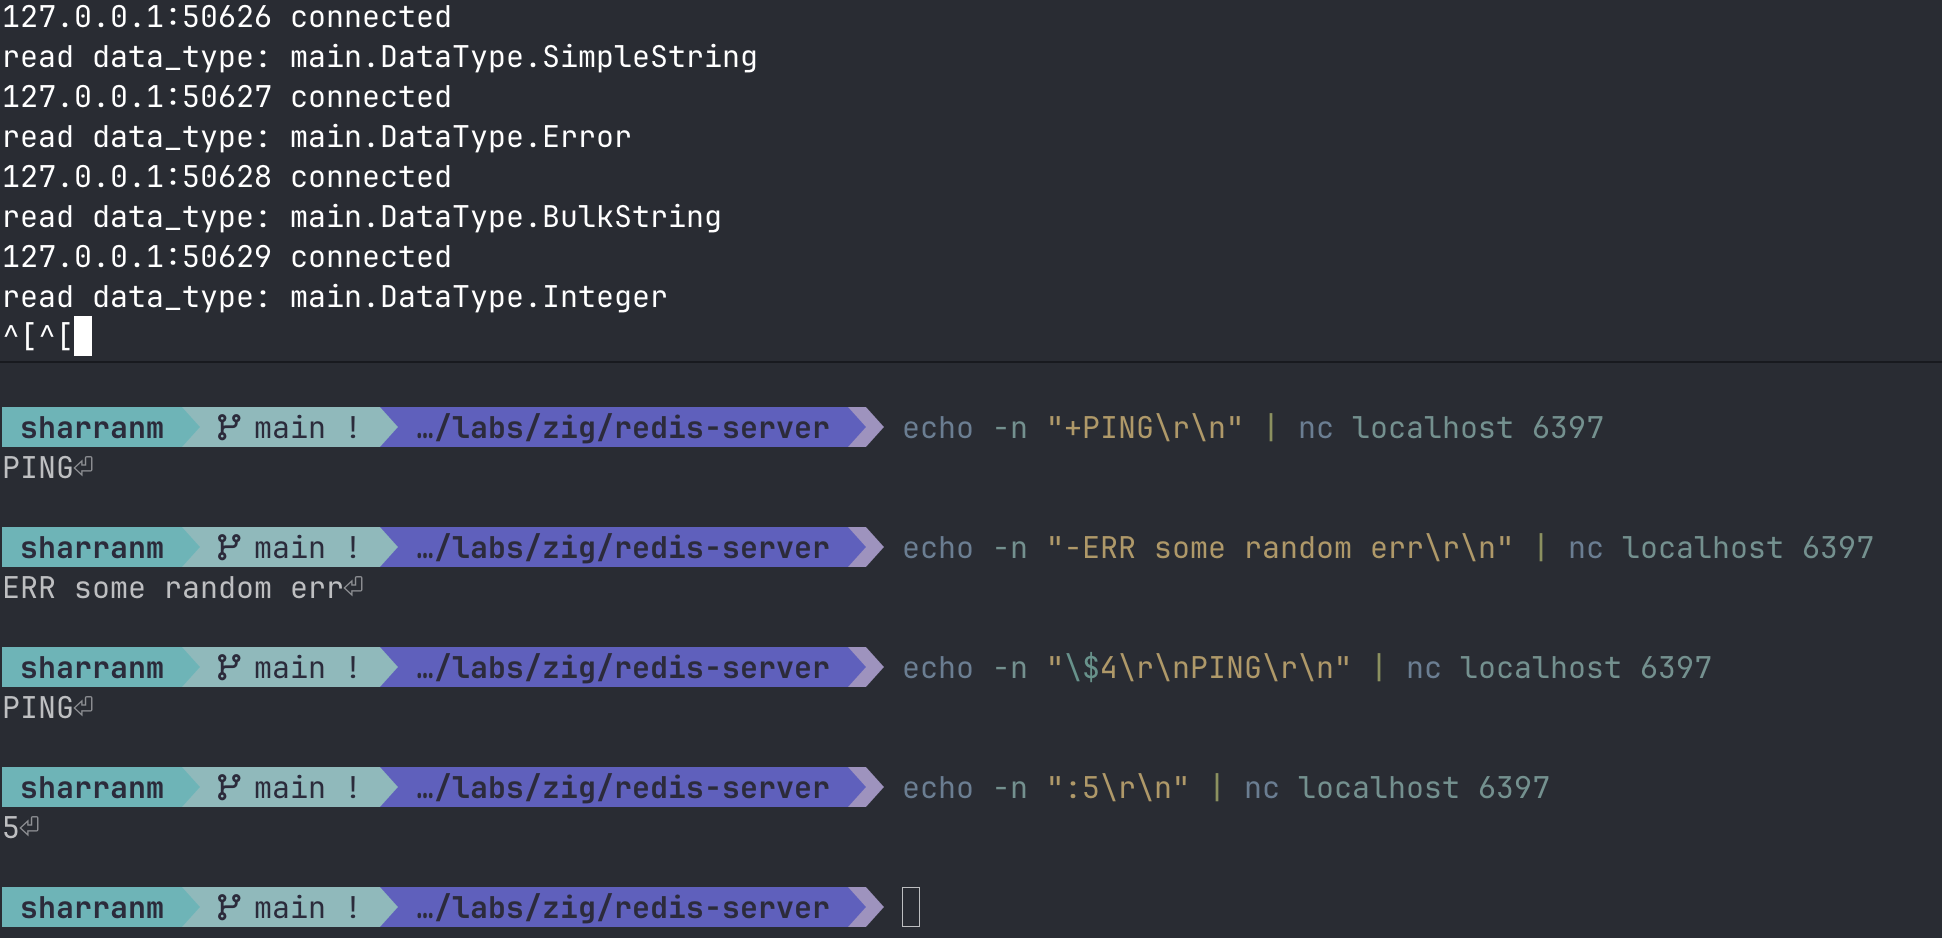 127.0.0.1:50626 connected
read data_type: main.DataType.SimpleString
127.0.0.1:50627 connected
read data_type: main.DataType.Error
127.0.0.1:50628 connected
read data_type: main.DataType.BulkString
127.0.0.1:50629 connected
read data_type: main.DataType.Integer
^[^[
sharranm main ! …/labs/zig/redis-server echo -n "+PING\r\n" | nc localhost 6397
PING⏎
sharranm main ! …/labs/zig/redis-server echo -n "-ERR some random err\r\n" | nc localhost 6397
ERR some random err⏎
sharranm main ! …/labs/zig/redis-server echo -n "\$4\r\nPING\r\n" | nc localhost 6397
PING⏎
sharranm main ! …/labs/zig/redis-server echo -n ":5\r\n" | nc localhost 6397
5⏎
sharranm main ! …/labs/zig/redis-server